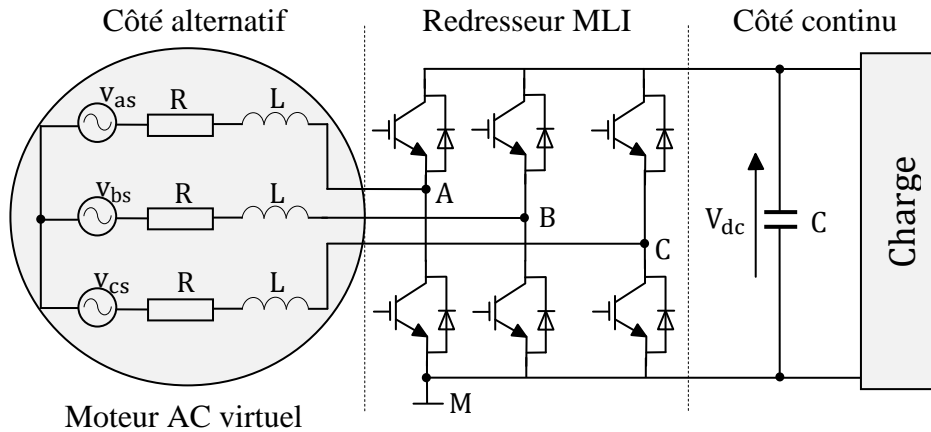 Côté alternatif
Redresseur MLI
Côté continu
vas
R
L
A
vbs
R
L
B
Vdc
C
Charge
vcs
R
L
C
M
Moteur AC virtuel